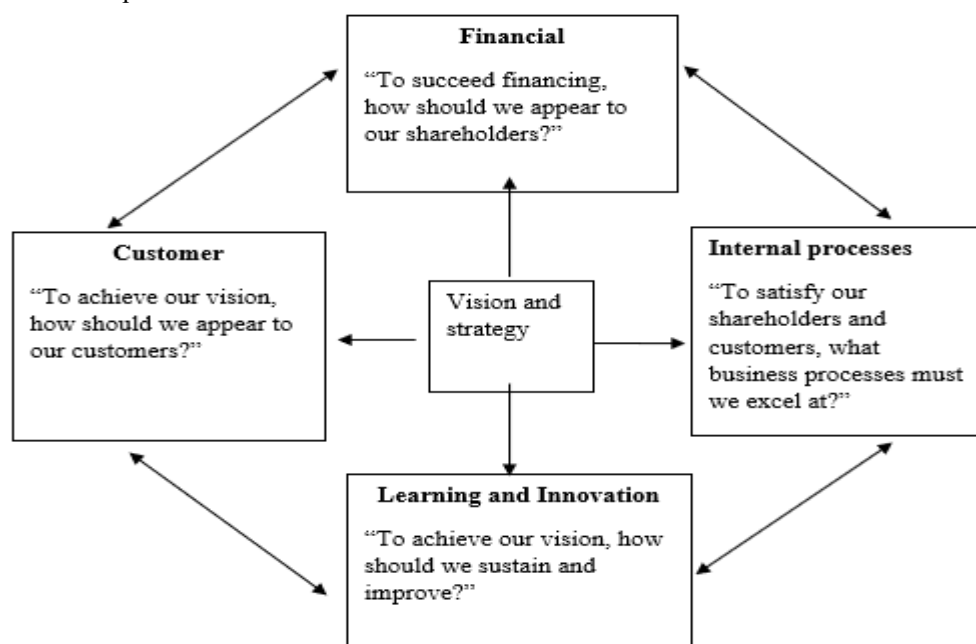 Financial
“To succeed financing,
how should we appear to
our shareholders?”
Customer
“To achieve our vision,
how should we appear to
our customers?”
Vision and
strategy
Internal processes
“To satisfy our
shareholders and
customers, what
business processes must
we excel at?”
Learning and Innovation
“To achieve our vision, how
should we sustain and
improve?”